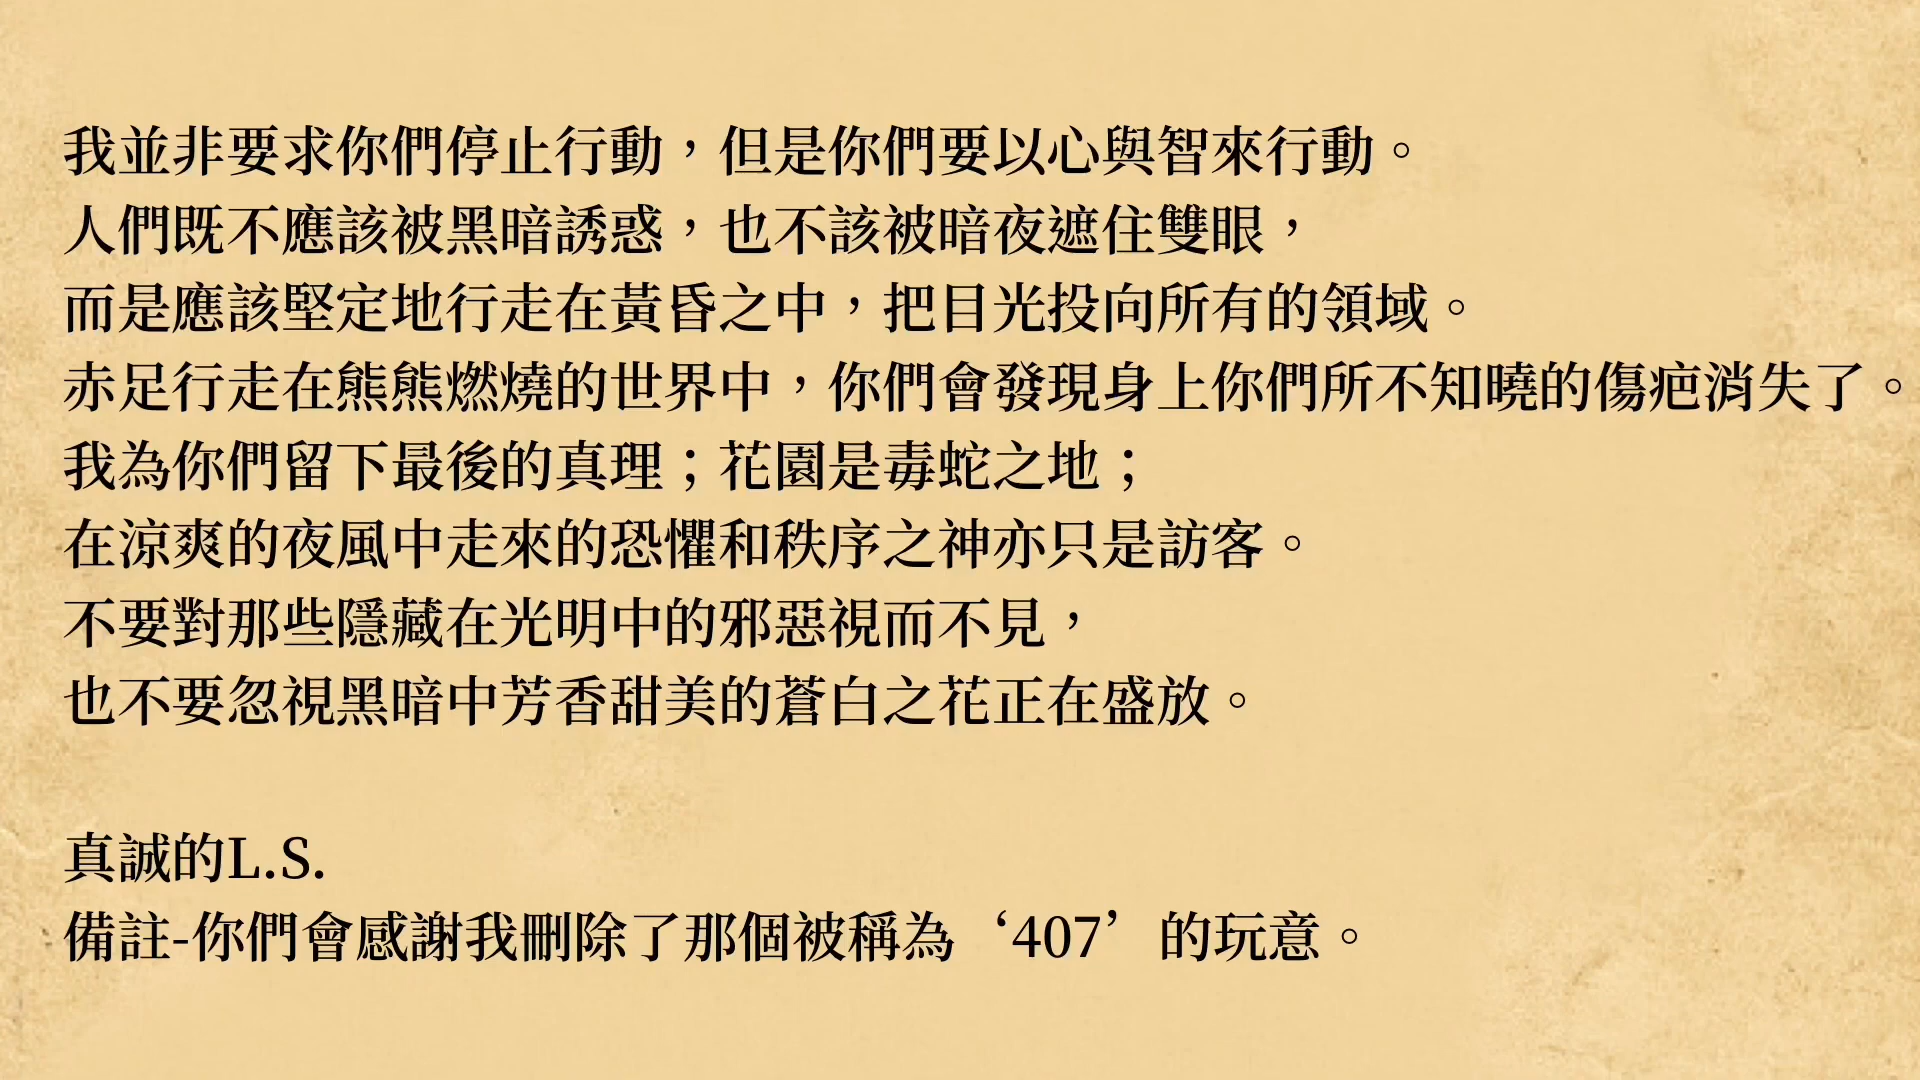 我並非要求你們停止行動，但是你們要以心與智來行動。
人們既不應該被黑暗誘惑，也不該被暗夜遮住雙眼，
而是應該堅定地行走在黃昏之中，把目光投向所有的領域。
赤足行走在熊熊燃燒的世界中，你們會發現身上你們所不知曉的傷疤消失了。
我為你們留下最後的真理；花園是毒蛇之地；
在涼爽的夜風中走來的恐懼和秩序之神亦只是訪客。
不要對那些隱藏在光明中的邪惡視而不見，
也不要忽視黑暗中芳香甜美的蒼白之花正在盛放。
真誠的L.S.
備註-你們會感謝我刪除了那個被稱為‘407’的玩意。